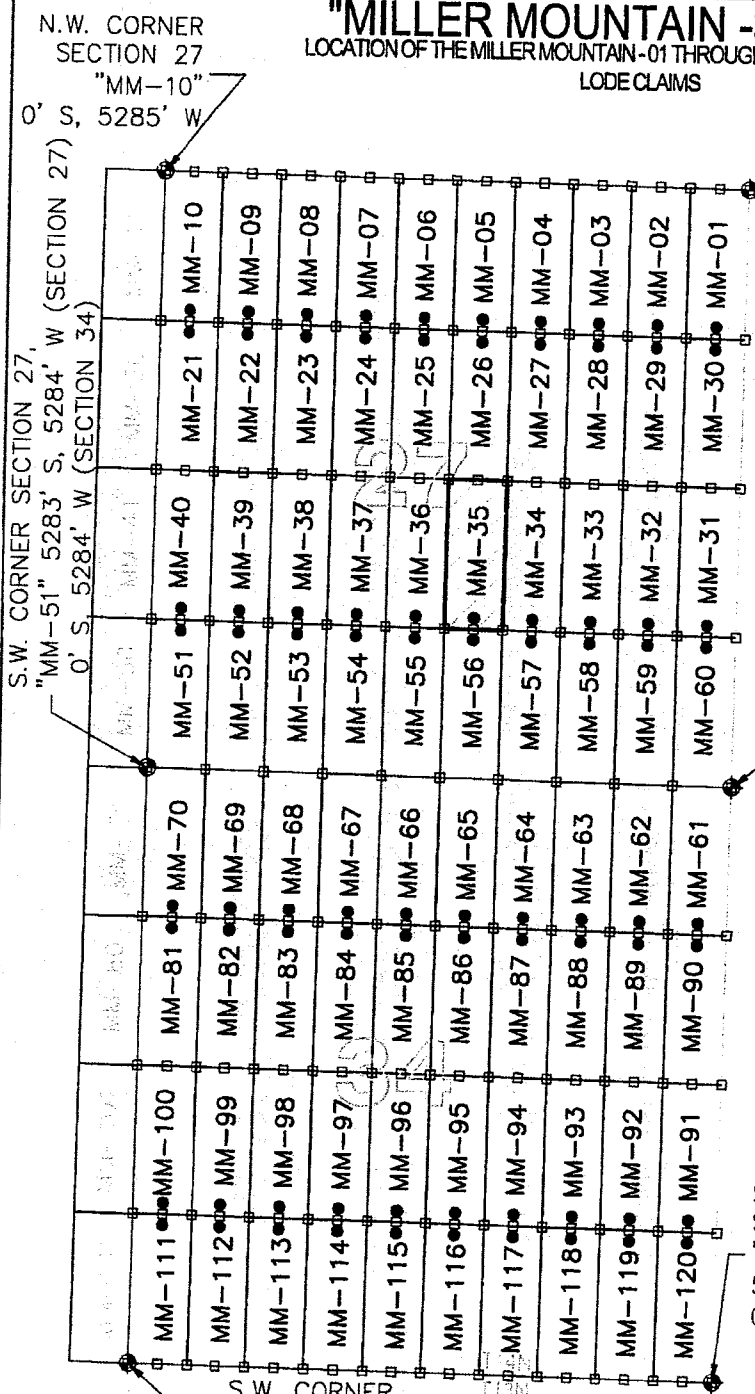 "MILLER MOUNTAIN -
LOCATION OF THE MILLER MOUNTAIN-01 THROUGH
LODE CLAIMS
N.W. CORNER
SECTION 27
"MM-10"
0' S, 5285' W
S.W. CORNER SECTION 27,
"MM-51" 5283' S, 5284' W (SECTION 27)
0' S, 5284' W (SECTION 34)
MM-10 MM-09 MM-08 MM-07 MM-06 MM-05 MM-04 MM-03 MM-02 MM-01
MM-21 MM-22 MM-23 MM-24 MM-25 MM-26 MM-27 MM-28 MM-29 MM-30
27
MM-40 MM-39 MM-38 MM-37 MM-36 MM-35 MM-34 MM-33 MM-32 MM-31
MM-51 MM-52 MM-53 MM-54 MM-55 MM-56 MM-57 MM-58 MM-59 MM-60
MM-70 MM-69 MM-68 MM-67 MM-66 MM-65 MM-64 MM-63 MM-62 MM-61
MM-81 MM-82 MM-83 MM-84 MM-85 MM-86 MM-87 MM-88 MM-89 MM-90
34
MM-100 MM-99 MM-98 MM-97 MM-96 MM-95 MM-94 MM-93 MM-92 MM-91
MM-111 MM-112 MM-113 MM-114 MM-115 MM-116 MM-117 MM-118 MM-119 MM-120
S.W. CORNER